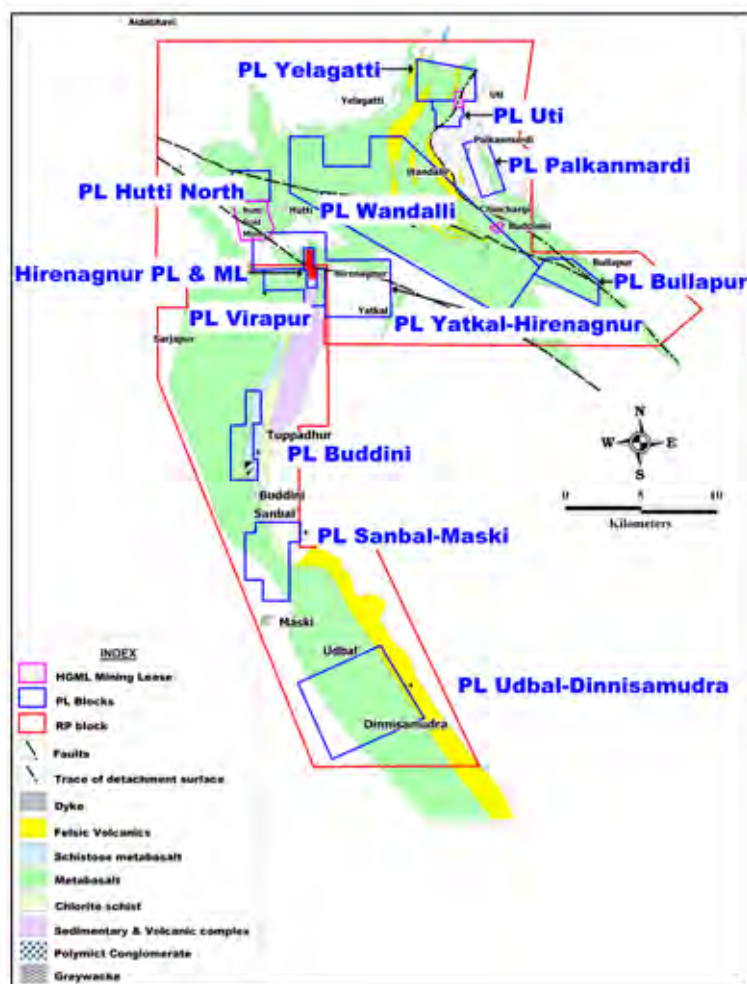 Aidabhavi
PL Yelagatti
Yelagatti
Uti
PL Uti
Palkanmardi
PL Palkanmardi
Wandalli
PL Hutti North
Hutti
Hutti
Gold
PL Wandalli
Chincharg
Buddinni
Bullapur
Hirenagnur PL & ML
Hirenagnur
PL Bullapur
PL Virapur
Yatkal
PL Yatkal-Hirenagnur
Sarjapur
N
W E
S
Tuppadhur
PL Buddini
0 5 10
Kilometers
Buddini
Sanbal
PL Sanbal-Maski
Maski
Udbal
PL Udbal-Dinnisamudra
Dinnisamudra
INDEX
HGML Mining Lease
PL Blocks
RP block
Faults
Trace of detachment surface
Dyke
Felsic Volcanics
Schistose metabasalt
Metabasalt
Chlorite schist
Sedimentary & Volcanic complex
Polymict Conglomerate
Greywacke